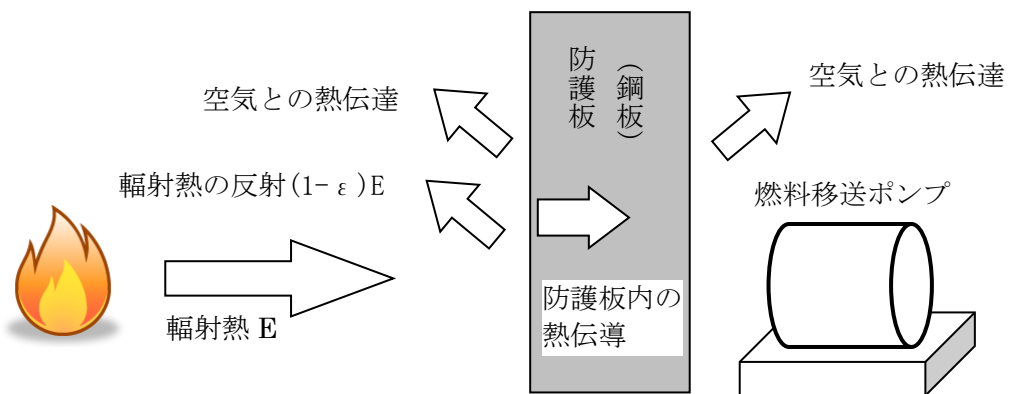 空気との熱伝達
輻射熱の反射(1-ε)E
輻射熱 E
防護板
(鋼板)
防護板内の
熱伝導
空気との熱伝達
燃料移送ポンプ